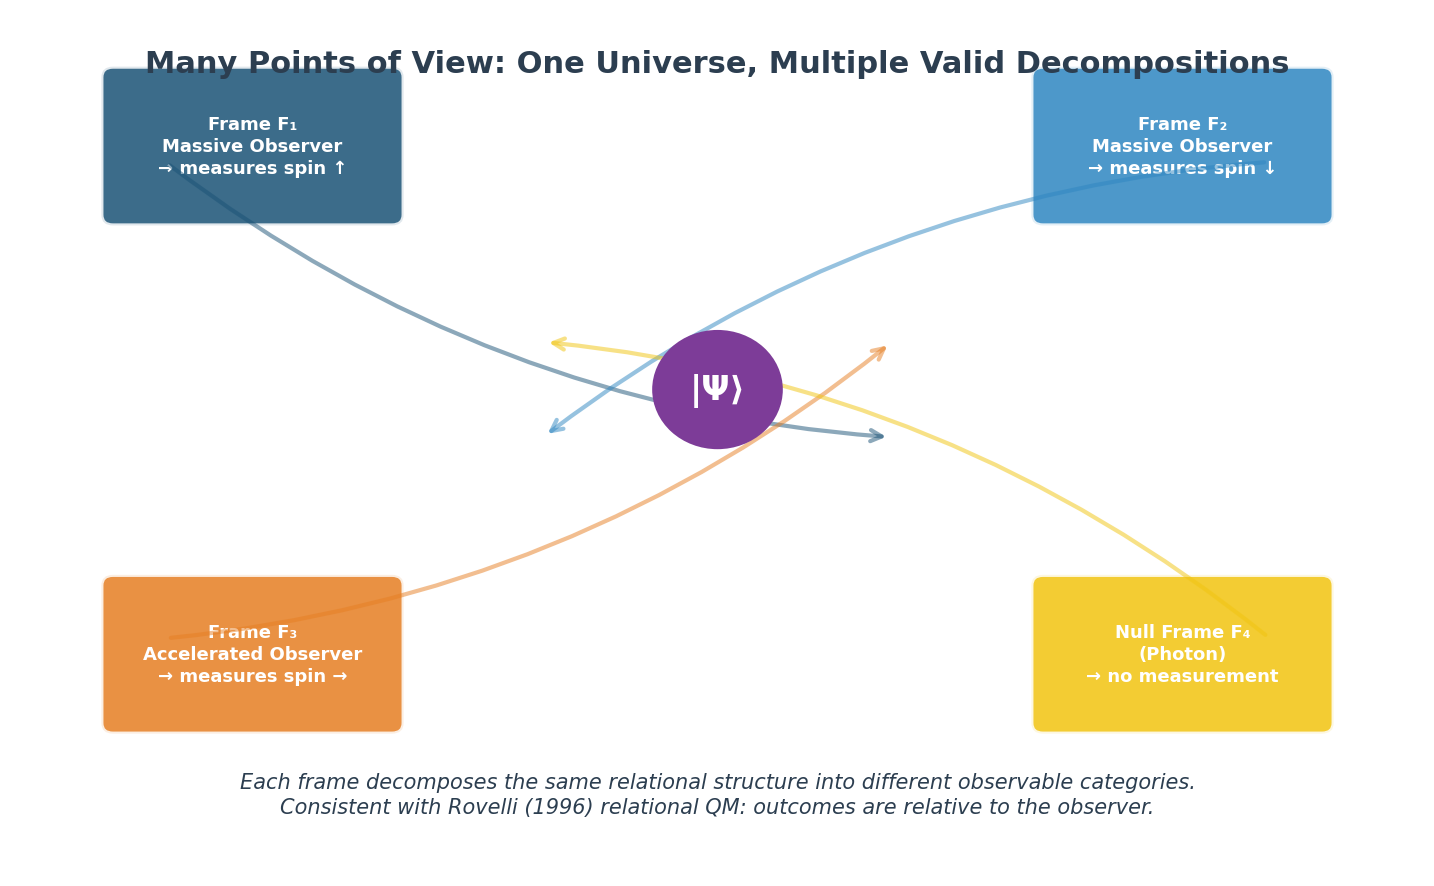 Many Points of View: One Universe, Multiple Valid Decompositions
Frame F₁
Massive Observer
→ measures spin ↑
Frame F₂
Massive Observer
→ measures spin ↓
|Ψ⟩
Frame F₃
Accelerated Observer
→ measures spin →
Null Frame F₄
(Photon)
→ no measurement
Each frame decomposes the same relational structure into different observable categories.
Consistent with Rovelli (1996) relational QM: outcomes are relative to the observer.